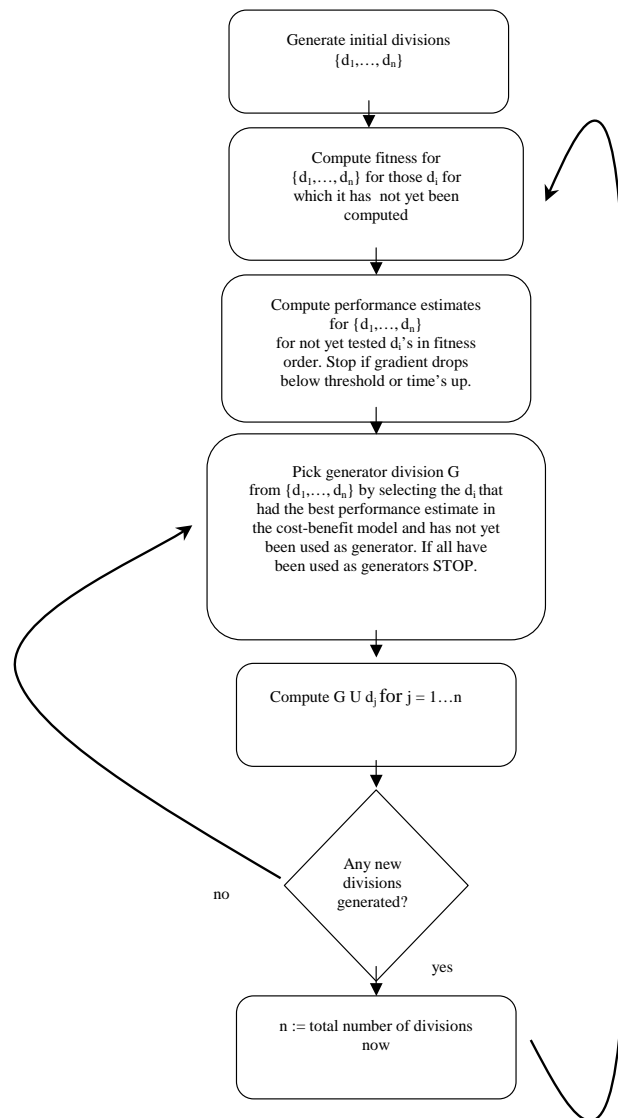 Generate initial divisions
{d₁,…, dₙ}
Compute fitness for
{d₁,…, dₙ} for those dᵢ for
which it has not yet been
computed
Compute performance estimates
for {d₁,…, dₙ}
for not yet tested dᵢ's in fitness
order. Stop if gradient drops
below threshold or time's up.
Pick generator division G
from {d₁,…, dₙ} by selecting the dᵢ that
had the best performance estimate in
the cost-benefit model and has not yet
been used as generator. If all have
been used as generators STOP.
Compute G U dⱼ for j = 1…n
Any new
divisions
generated?
no
yes
n := total number of divisions
now